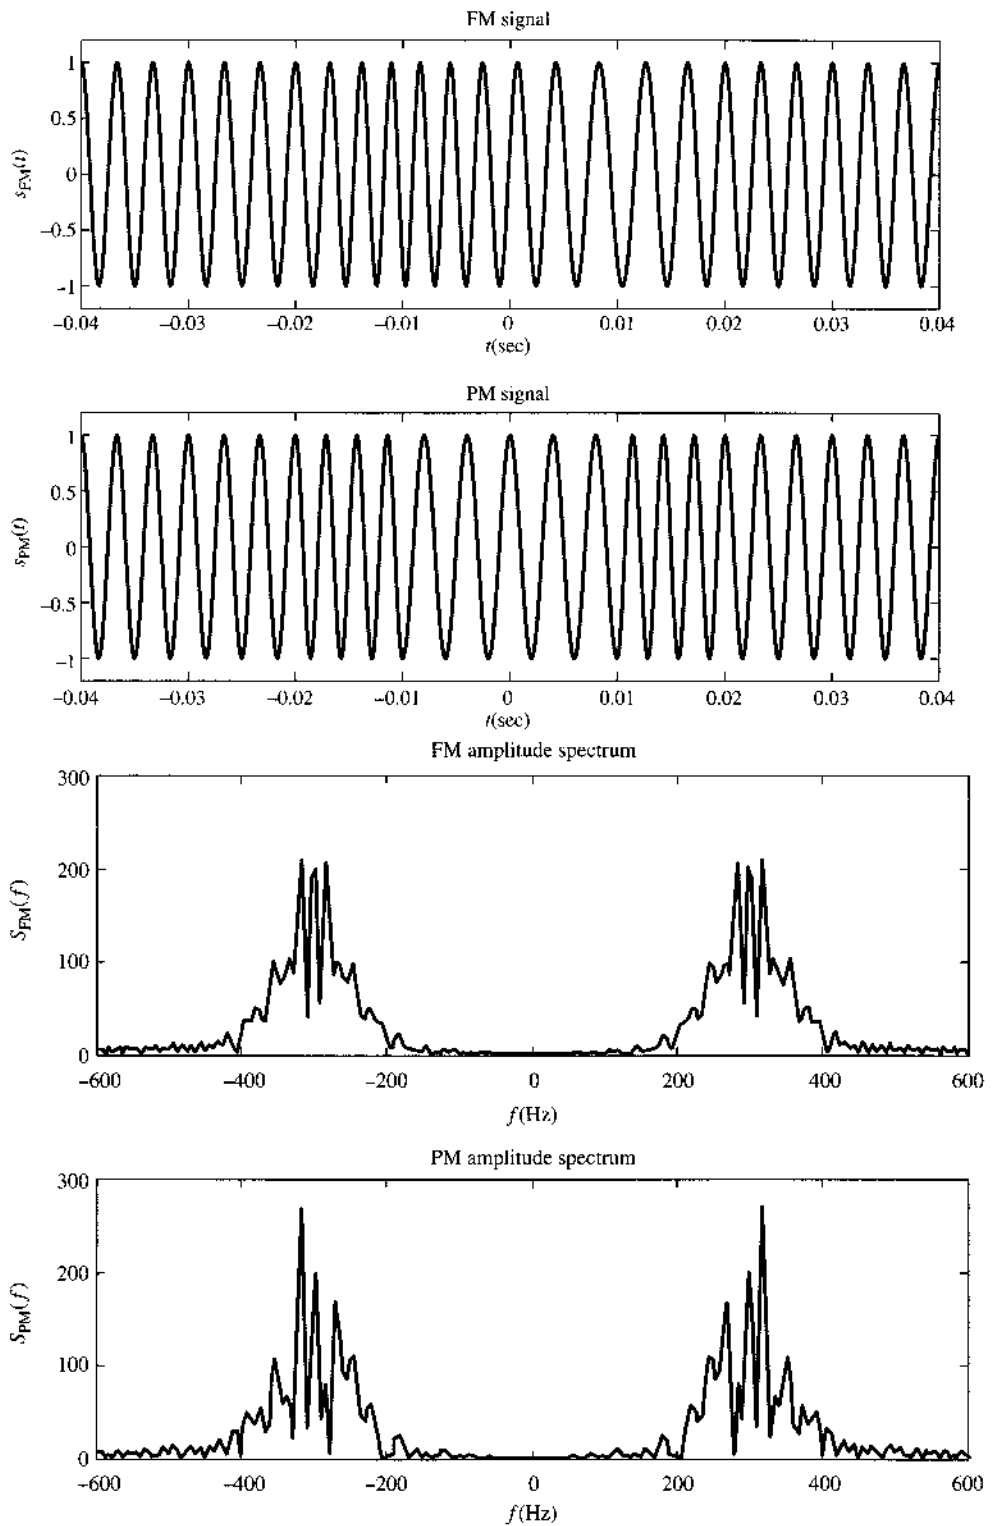 FM signal
1
0.5
0
-0.5
-1
s_FM(t)
-0.04 -0.03 -0.02 -0.01 0 0.01 0.02 0.03 0.04
t(sec)
PM signal
1
0.5
0
-0.5
-1
s_PM(t)
-0.04 -0.03 -0.02 -0.01 0 0.01 0.02 0.03 0.04
t(sec)
FM amplitude spectrum
300
200
100
0
S_FM(f)
-600 -400 -200 0 200 400 600
f(Hz)
PM amplitude spectrum
300
200
100
0
S_PM(f)
-600 -400 -200 0 200 400 600
f(Hz)